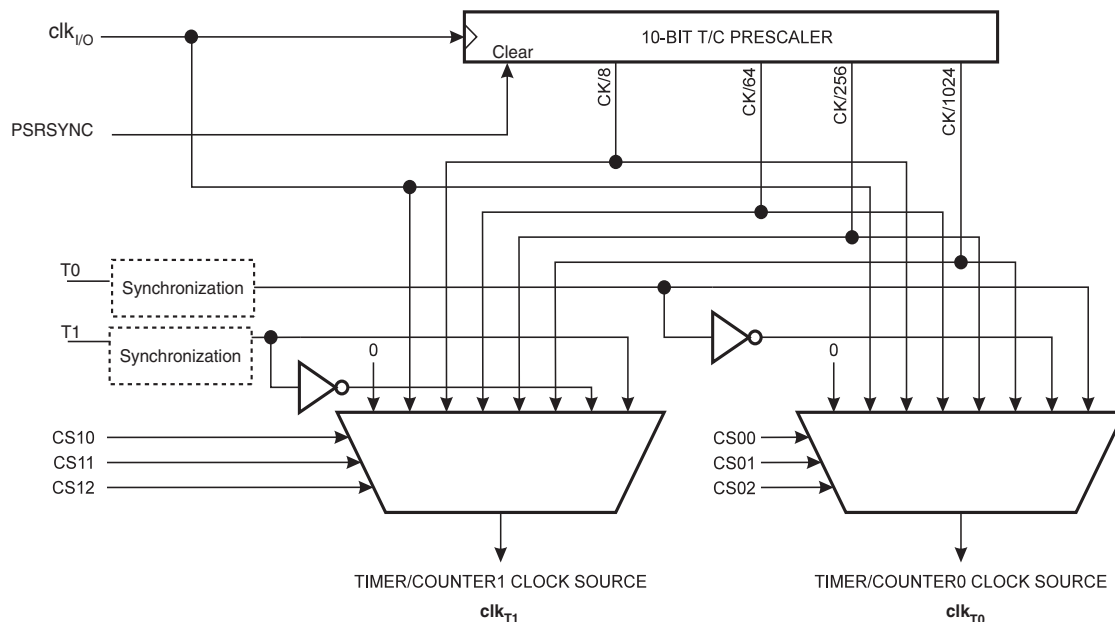 clkI/O
10-BIT T/C PRESCALER
Clear
CK/8
CK/64
CK/256
CK/1024
PSRSYNC
T0
Synchronization
T1
Synchronization
0
0
CS10
CS11
CS12
CS00
CS01
CS02
TIMER/COUNTER1 CLOCK SOURCE
clkT1
TIMER/COUNTER0 CLOCK SOURCE
clkT0